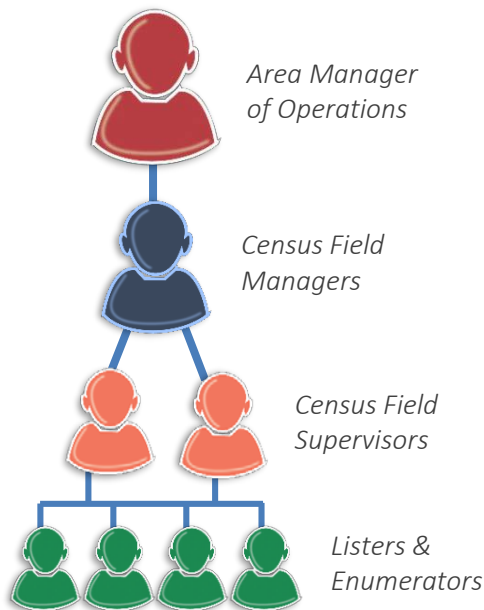 Area Manager
of Operations
Census Field
Managers
Census Field
Supervisors
Listers &
Enumerators